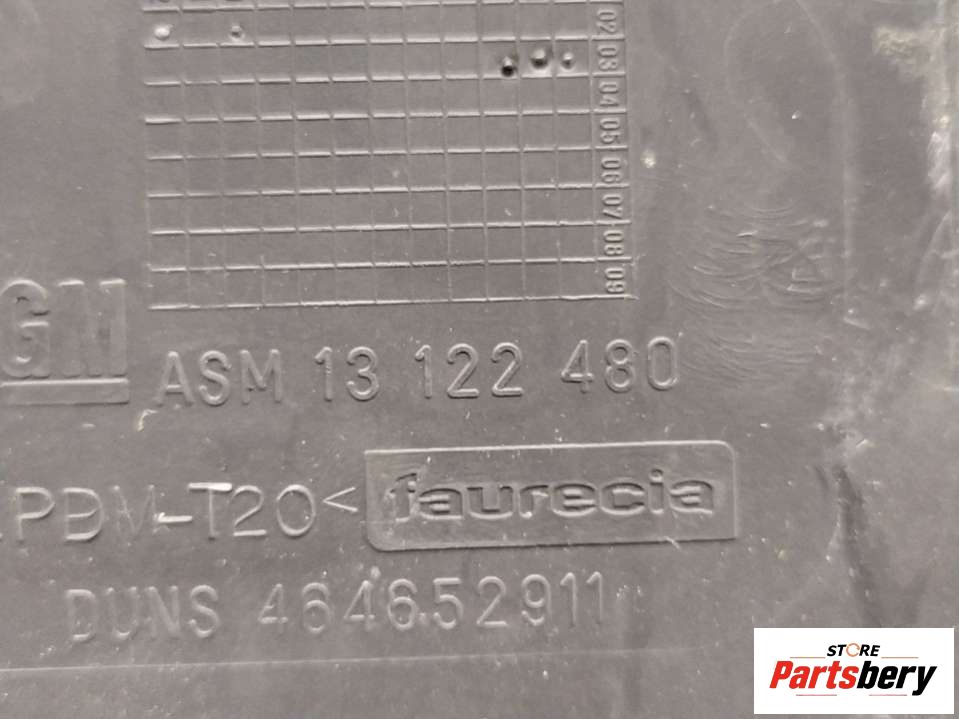 02
03
04
05
06
07
08
09
GM
ASM 13 122 480
PDM-T20<
faurecia
DUNS 464652911
STORE
Partsbery